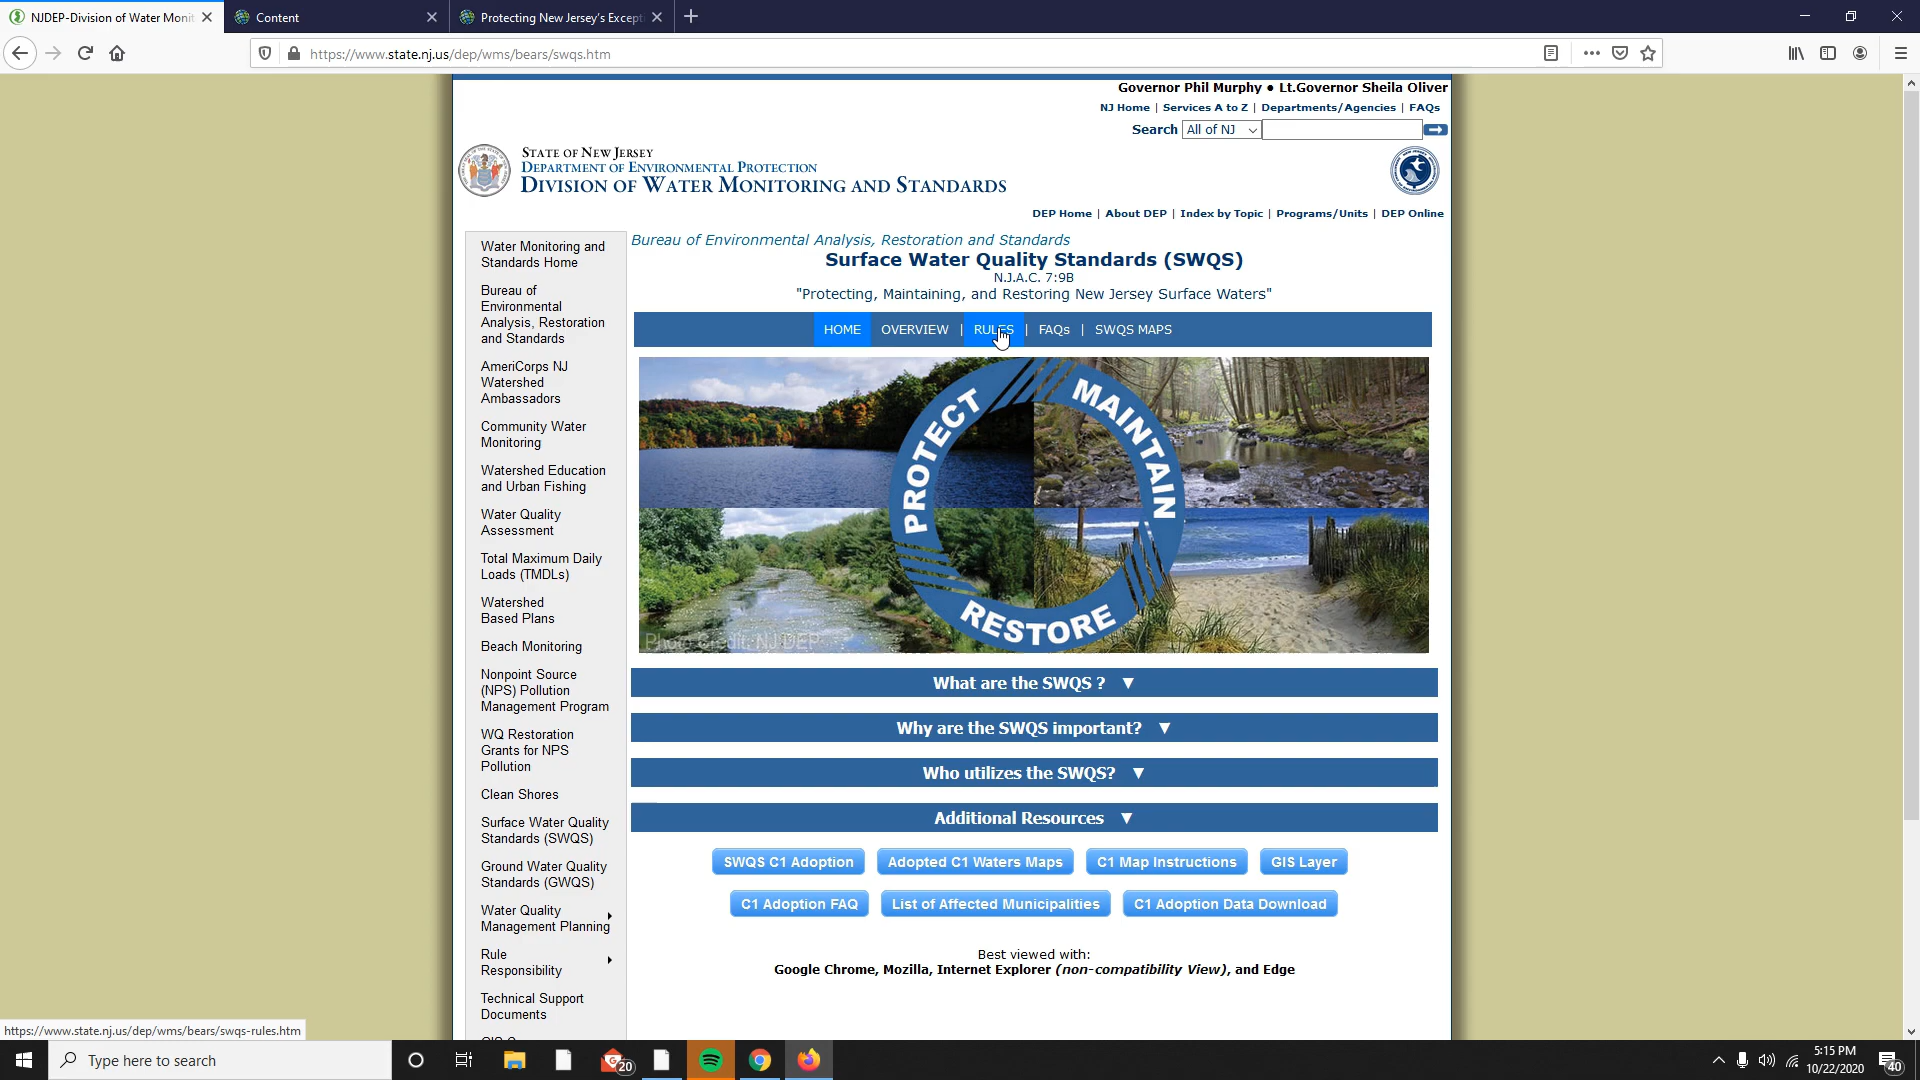 NJDEP-Division of Water Monit
Content
Protecting New Jersey's Except
https://www.state.nj.us/dep/wms/bears/swqs.htm
Governor Phil Murphy • Lt.Governor Sheila Oliver
NJ Home | Services A to Z | Departments/Agencies | FAQs
Search All of NJ
STATE OF NEW JERSEY
DEPARTMENT OF ENVIRONMENTAL PROTECTION
DIVISION OF WATER MONITORING AND STANDARDS
DEP Home | About DEP | Index by Topic | Programs/Units | DEP Online
Water Monitoring and
Standards Home
Bureau of
Environmental
Analysis, Restoration
and Standards
AmeriCorps NJ
Watershed
Ambassadors
Community Water
Monitoring
Watershed Education
and Urban Fishing
Water Quality
Assessment
Total Maximum Daily
Loads (TMDLs)
Watershed
Based Plans
Beach Monitoring
Nonpoint Source
(NPS) Pollution
Management Program
WQ Restoration
Grants for NPS
Pollution
Clean Shores
Surface Water Quality
Standards (SWQS)
Ground Water Quality
Standards (GWQS)
Water Quality
Management Planning
Rule
Responsibility
Technical Support
Documents
Bureau of Environmental Analysis, Restoration and Standards
Surface Water Quality Standards (SWQS)
N.J.A.C. 7:9B
"Protecting, Maintaining, and Restoring New Jersey Surface Waters"
HOME OVERVIEW | RULES | FAQs | SWQS MAPS
PROTECT
MAINTAIN
RESTORE
Photo Credit: NJDEP
What are the SWQS ? ▼
Why are the SWQS important? ▼
Who utilizes the SWQS? ▼
Additional Resources ▼
SWQS C1 Adoption Adopted C1 Waters Maps C1 Map Instructions GIS Layer
C1 Adoption FAQ List of Affected Municipalities C1 Adoption Data Download
Best viewed with:
Google Chrome, Mozilla, Internet Explorer (non-compatibility View), and Edge
https://www.state.nj.us/dep/wms/bears/swqs-rules.htm
Type here to search
20
5:15 PM
10/22/2020
40